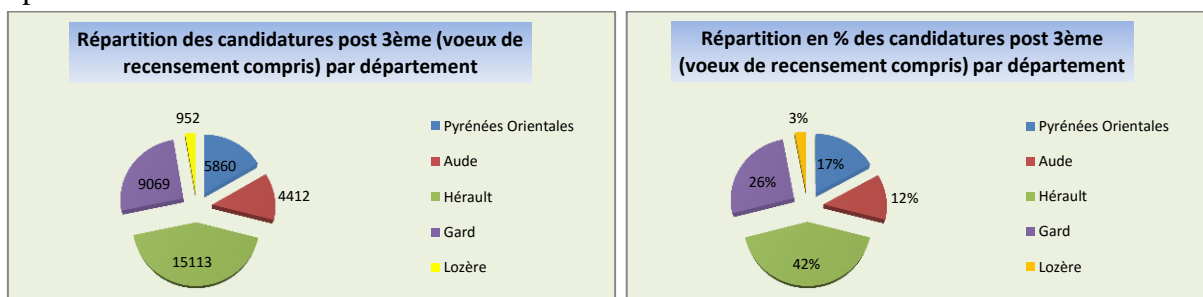 Répartition des candidatures post 3ème (voeux de
recensement compris) par département
952
5860
9069
4412
15113
Pyrénées Orientales
Aude
Hérault
Gard
Lozère
Répartition en % des candidatures post 3ème
(voeux de recensement compris) par département
3%
17%
26%
12%
42%
Pyrénées Orientales
Aude
Hérault
Gard
Lozère